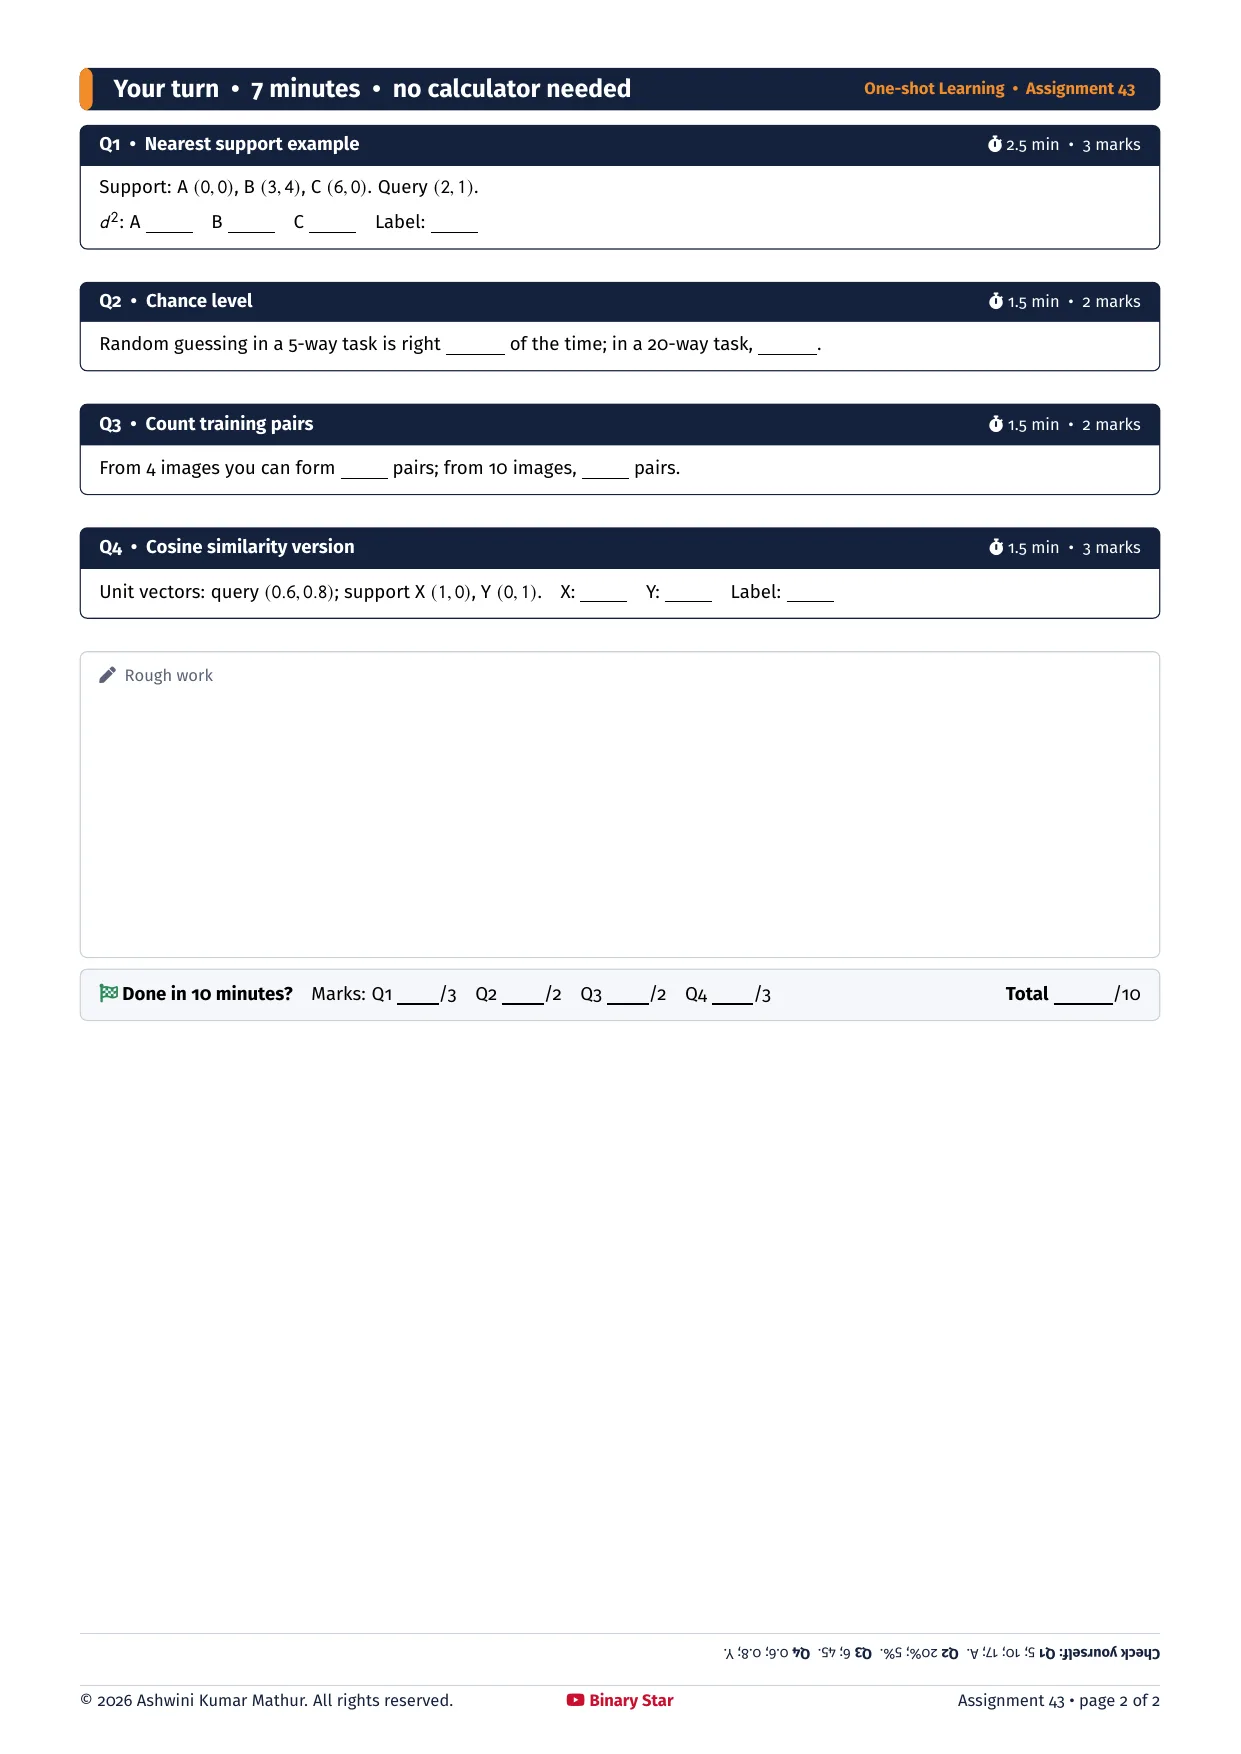 Your turn • 7 minutes • no calculator needed One-shot Learning • Assignment 43
Q1 • Nearest support example 2.5 min • 3 marks
Support: A (0, 0), B (3, 4), C (6, 0). Query (2, 1).
d²: A _____ B _____ C _____ Label: _____
Q2 • Chance level 1.5 min • 2 marks
Random guessing in a 5-way task is right ______ of the time; in a 20-way task, ______.
Q3 • Count training pairs 1.5 min • 2 marks
From 4 images you can form _____ pairs; from 10 images, _____ pairs.
Q4 • Cosine similarity version 1.5 min • 3 marks
Unit vectors: query (0.6, 0.8); support X (1, 0), Y (0, 1). X: _____ Y: _____ Label: _____
Rough work
Done in 10 minutes? Marks: Q1 ____/3 Q2 ____/2 Q3 ____/2 Q4 ____/3 Total ______/10
Check yourself: Q1 5; 10; 17; A. Q2 20%; 5%. Q3 6; 45. Q4 0.6; 0.8; Y.
© 2026 Ashwini Kumar Mathur. All rights reserved. Binary Star Assignment 43 • page 2 of 2